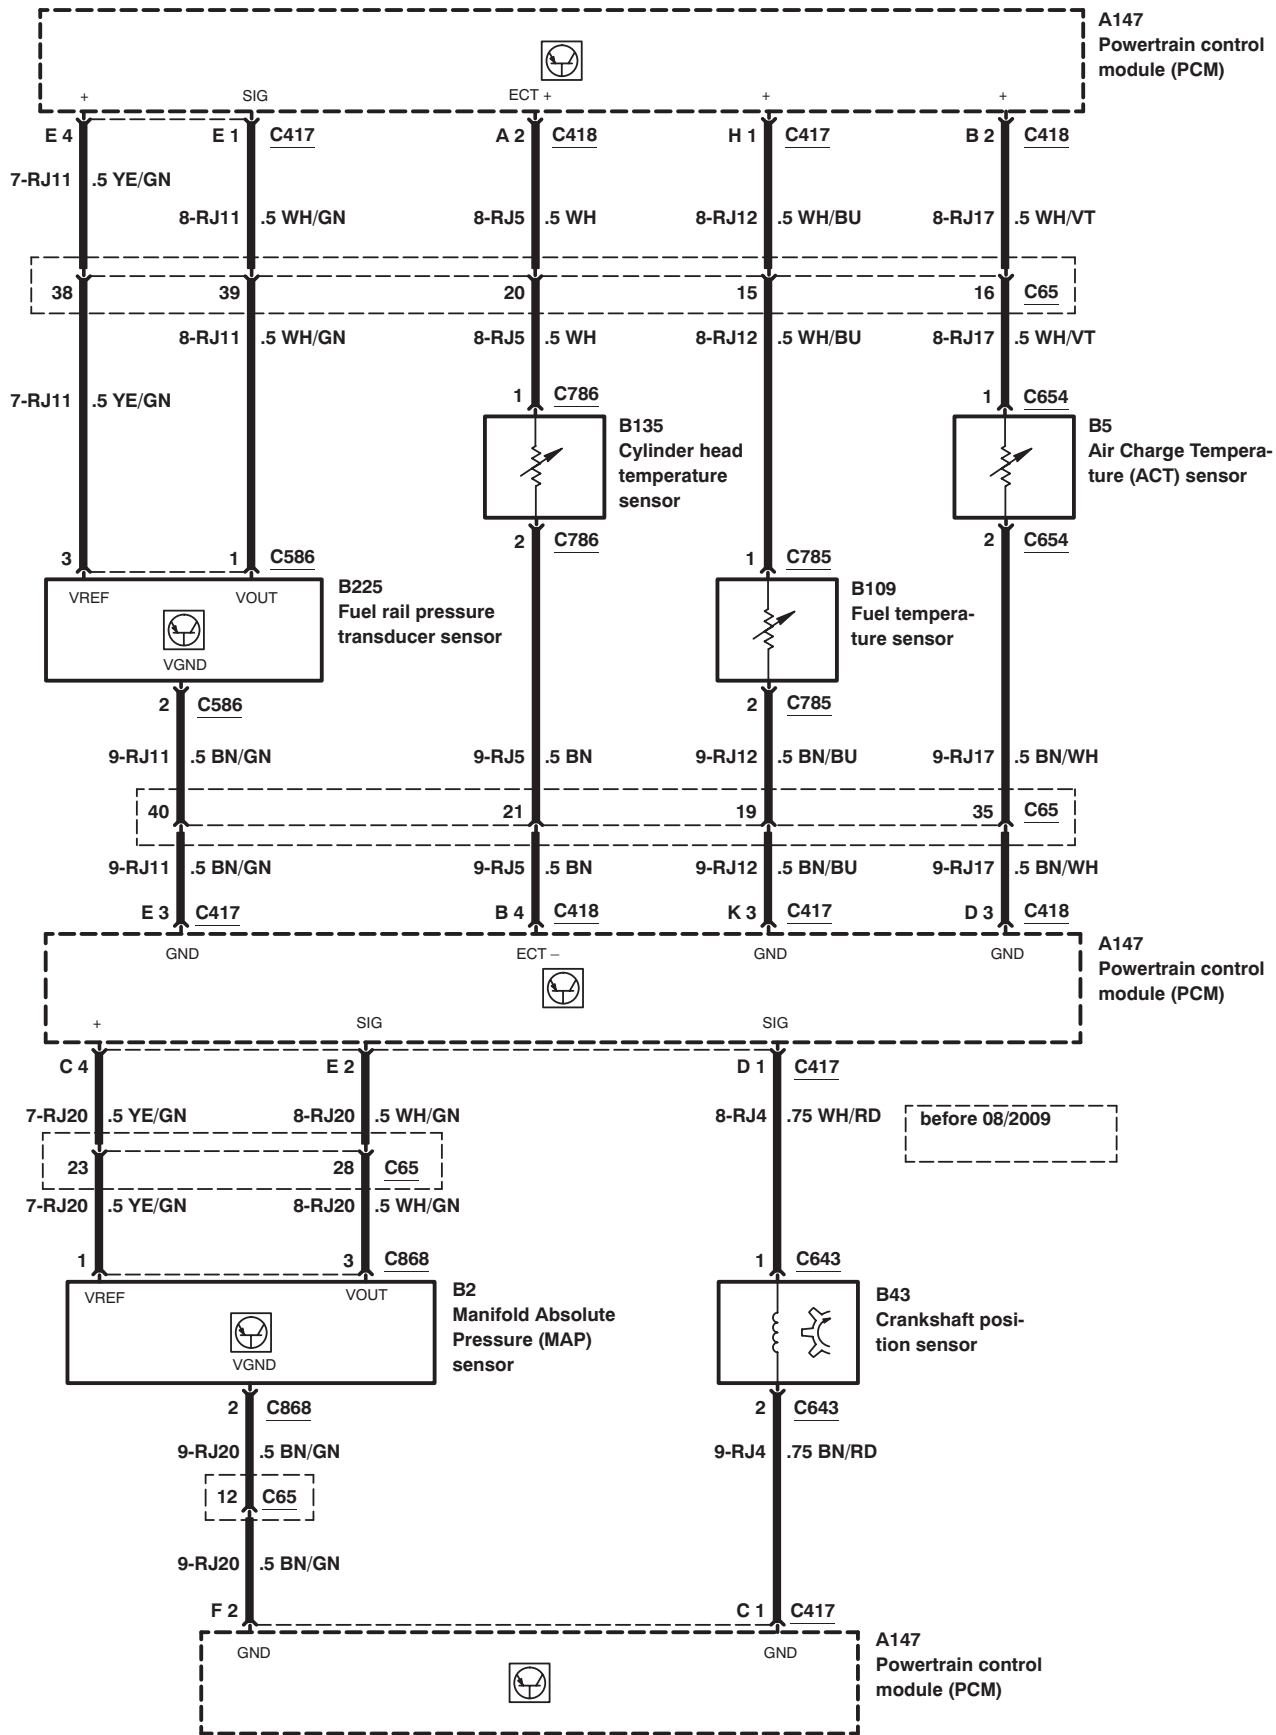 A147
Powertrain control
module (PCM)
+ SIG ECT + + +
E 4 E 1 C417 A 2 C418 H 1 C417 B 2 C418
7-RJ11 .5 YE/GN
8-RJ11 .5 WH/GN 8-RJ5 .5 WH 8-RJ12 .5 WH/BU 8-RJ17 .5 WH/VT
38 39 20 15 16 C65
8-RJ11 .5 WH/GN 8-RJ5 .5 WH 8-RJ12 .5 WH/BU 8-RJ17 .5 WH/VT
7-RJ11 .5 YE/GN
1 C786 1 C654
B135
Cylinder head
temperature
sensor
B5
Air Charge Tempera-
ture (ACT) sensor
2 C786 2 C654
3 1 C586 1 C785
VREF VOUT
VGND
B225
Fuel rail pressure
transducer sensor
B109
Fuel tempera-
ture sensor
2 C586 2 C785
9-RJ11 .5 BN/GN 9-RJ5 .5 BN 9-RJ12 .5 BN/BU 9-RJ17 .5 BN/WH
40 21 19 35 C65
9-RJ11 .5 BN/GN 9-RJ5 .5 BN 9-RJ12 .5 BN/BU 9-RJ17 .5 BN/WH
E 3 C417 B 4 C418 K 3 C417 D 3 C418
GND ECT – GND GND
A147
Powertrain control
module (PCM)
+ SIG SIG
C 4 E 2 D 1 C417
7-RJ20 .5 YE/GN 8-RJ20 .5 WH/GN 8-RJ4 .75 WH/RD
before 08/2009
23 28 C65
7-RJ20 .5 YE/GN 8-RJ20 .5 WH/GN
1 3 C868 1 C643
VREF VOUT
VGND
B2
Manifold Absolute
Pressure (MAP)
sensor
B43
Crankshaft posi-
tion sensor
2 C868 2 C643
9-RJ20 .5 BN/GN 9-RJ4 .75 BN/RD
12 C65
9-RJ20 .5 BN/GN
F 2 C 1 C417
GND GND
A147
Powertrain control
module (PCM)